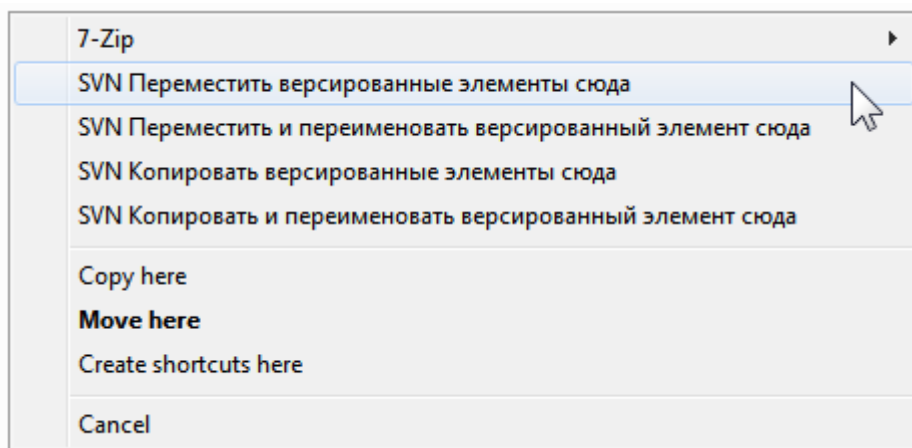 7-Zip
SVN Переместить версированные элементы сюда
SVN Переместить и переименовать версированный элемент сюда
SVN Копировать версированные элементы сюда
SVN Копировать и переименовать версированный элемент сюда
Copy here
Move here
Create shortcuts here
Cancel